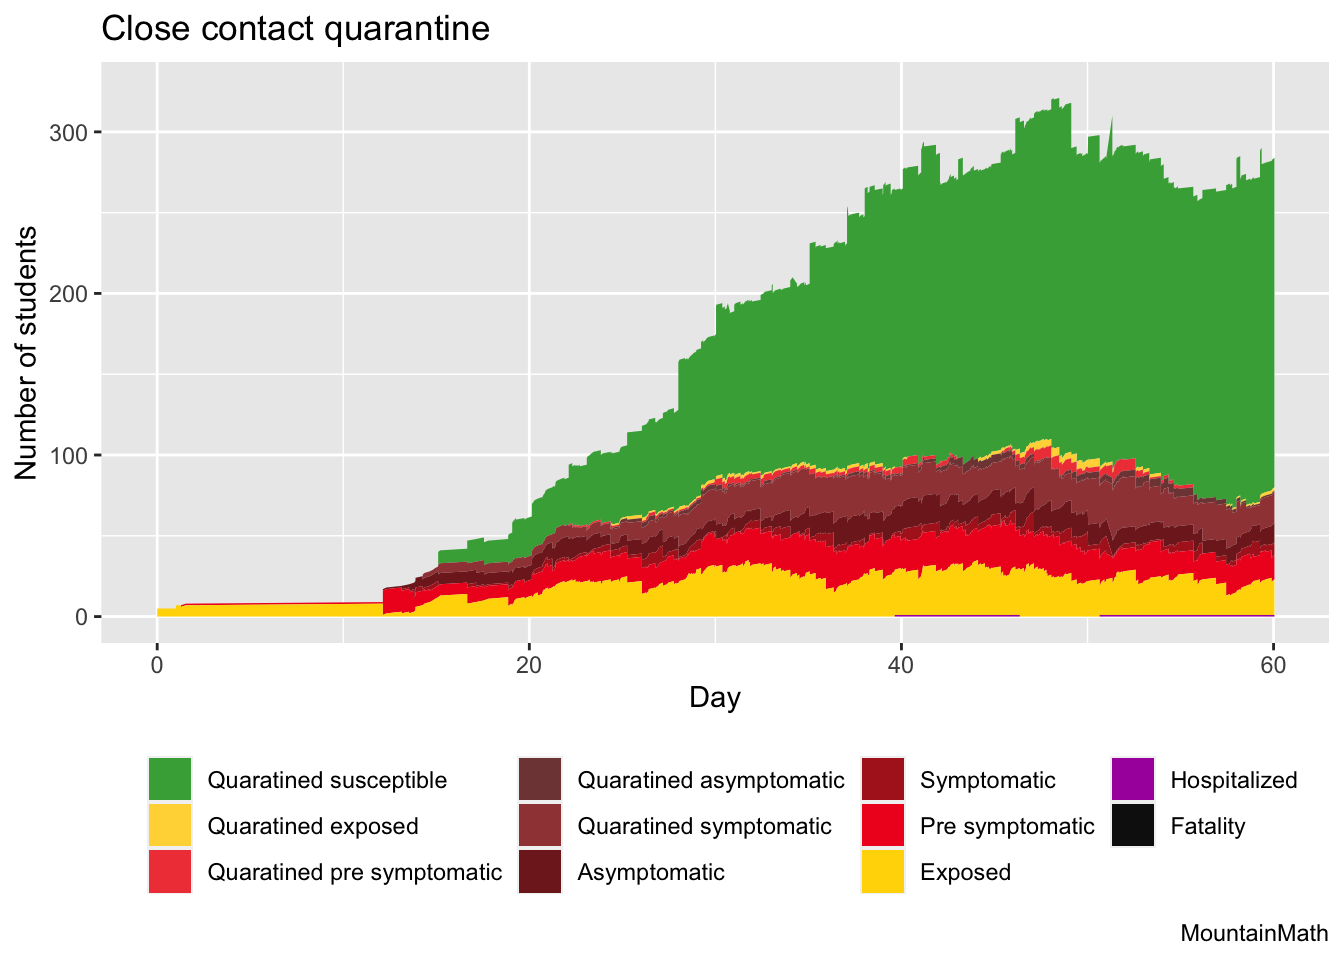 Close contact quarantine
Number of students
300
200
100
0
0 20 40 60
Day
Quaratined susceptible Quaratined asymptomatic Symptomatic Hospitalized
Quaratined exposed Quaratined symptomatic Pre symptomatic Fatality
Quaratined pre symptomatic Asymptomatic Exposed
MountainMath